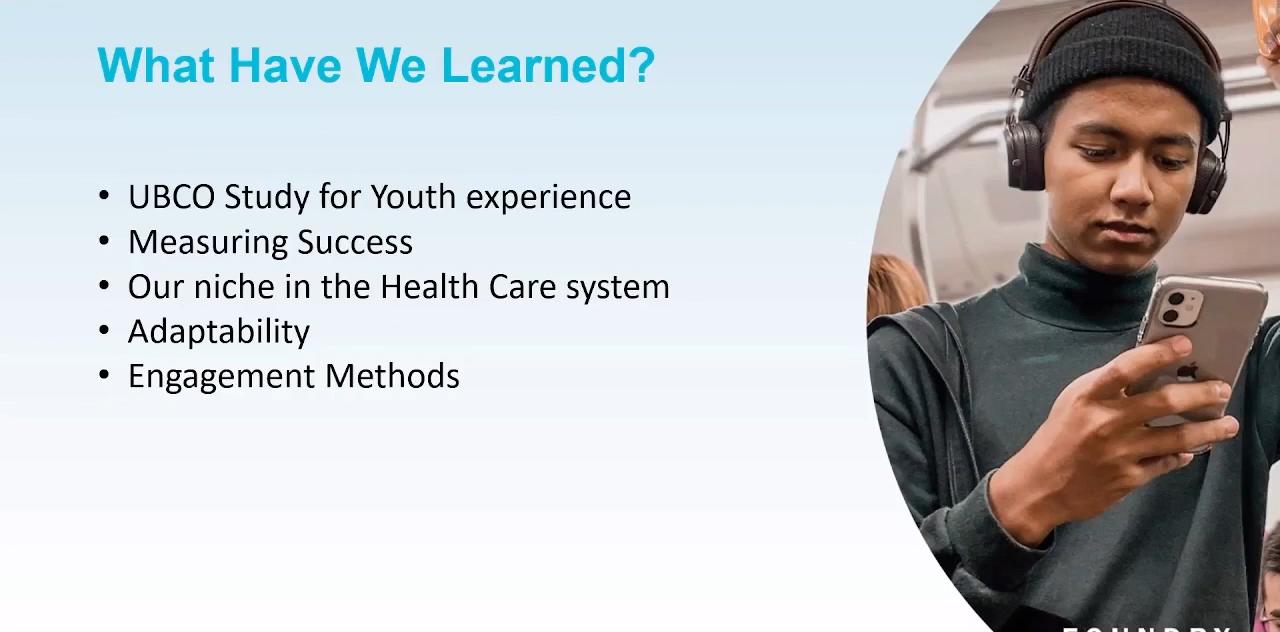 What Have We Learned?
• UBCO Study for Youth experience
• Measuring Success
• Our niche in the Health Care system
• Adaptability
• Engagement Methods
FOUNDRY